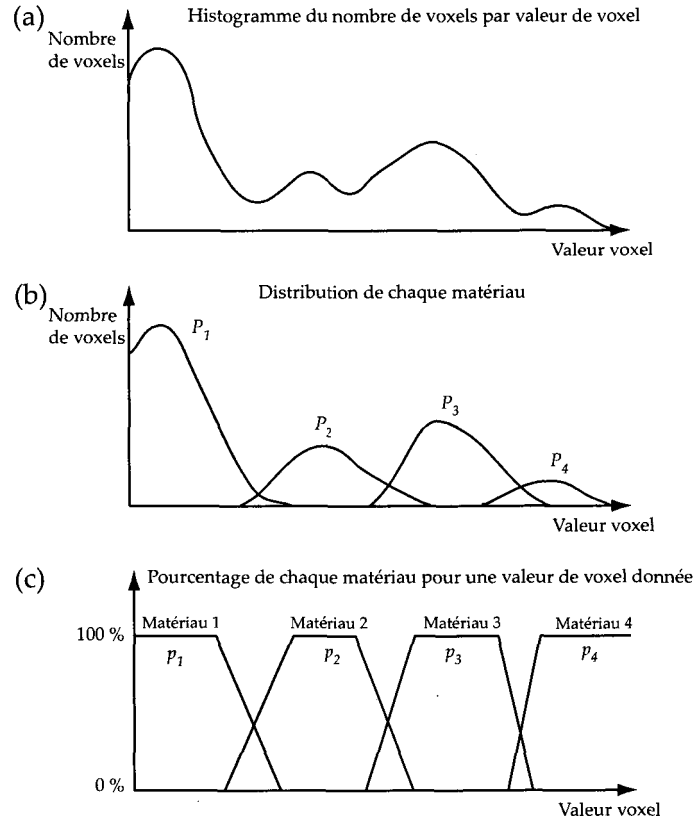 (a)
Histogramme du nombre de voxels par valeur de voxel
Nombre
de voxels
Valeur voxel
(b)
Distribution de chaque matériau
Nombre
de voxels
P1
P2
P3
P4
Valeur voxel
(c)
Pourcentage de chaque matériau pour une valeur de voxel donnée
100 %
Matériau 1
Matériau 2
Matériau 3
Matériau 4
p1
p2
p3
p4
0 %
Valeur voxel